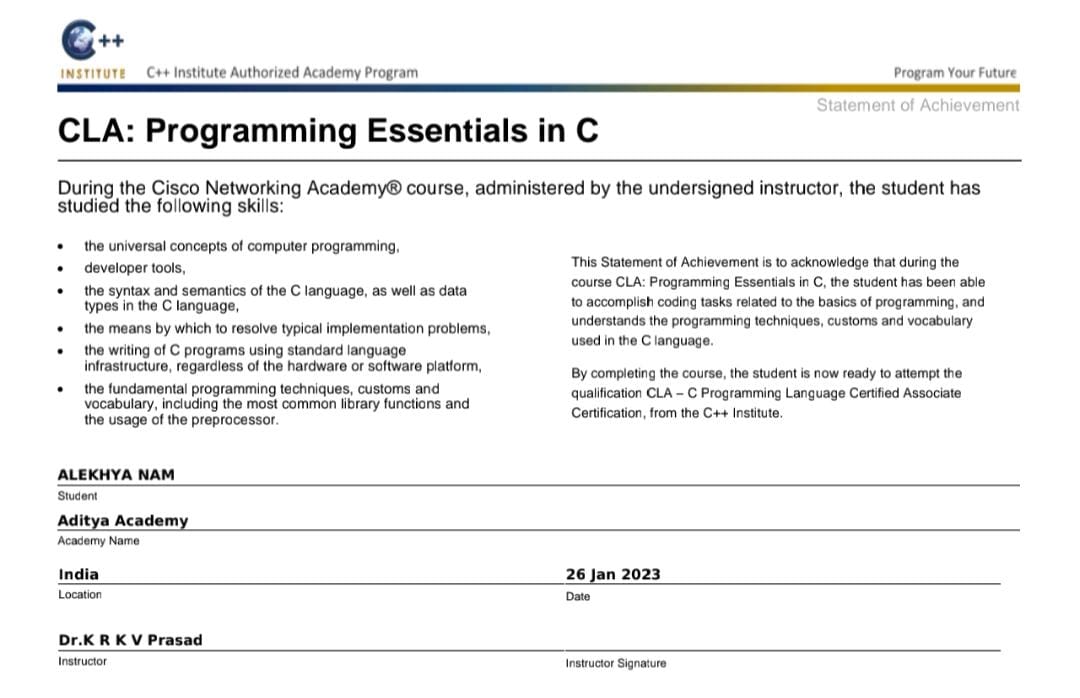 C++
INSTITUTE
C++ Institute Authorized Academy Program
Program Your Future
Statement of Achievement
CLA: Programming Essentials in C
During the Cisco Networking Academy® course, administered by the undersigned instructor, the student has
studied the following skills:
• the universal concepts of computer programming,
• developer tools,
• the syntax and semantics of the C language, as well as data
types in the C language,
• the means by which to resolve typical implementation problems,
• the writing of C programs using standard language
infrastructure, regardless of the hardware or software platform,
• the fundamental programming techniques, customs and
vocabulary, including the most common library functions and
the usage of the preprocessor.
This Statement of Achievement is to acknowledge that during the
course CLA: Programming Essentials in C, the student has been able
to accomplish coding tasks related to the basics of programming, and
understands the programming techniques, customs and vocabulary
used in the C language.
By completing the course, the student is now ready to attempt the
qualification CLA – C Programming Language Certified Associate
Certification, from the C++ Institute.
ALEKHYA NAM
Student
Aditya Academy
Academy Name
India
Location
26 Jan 2023
Date
Dr.K R K V Prasad
Instructor
Instructor Signature